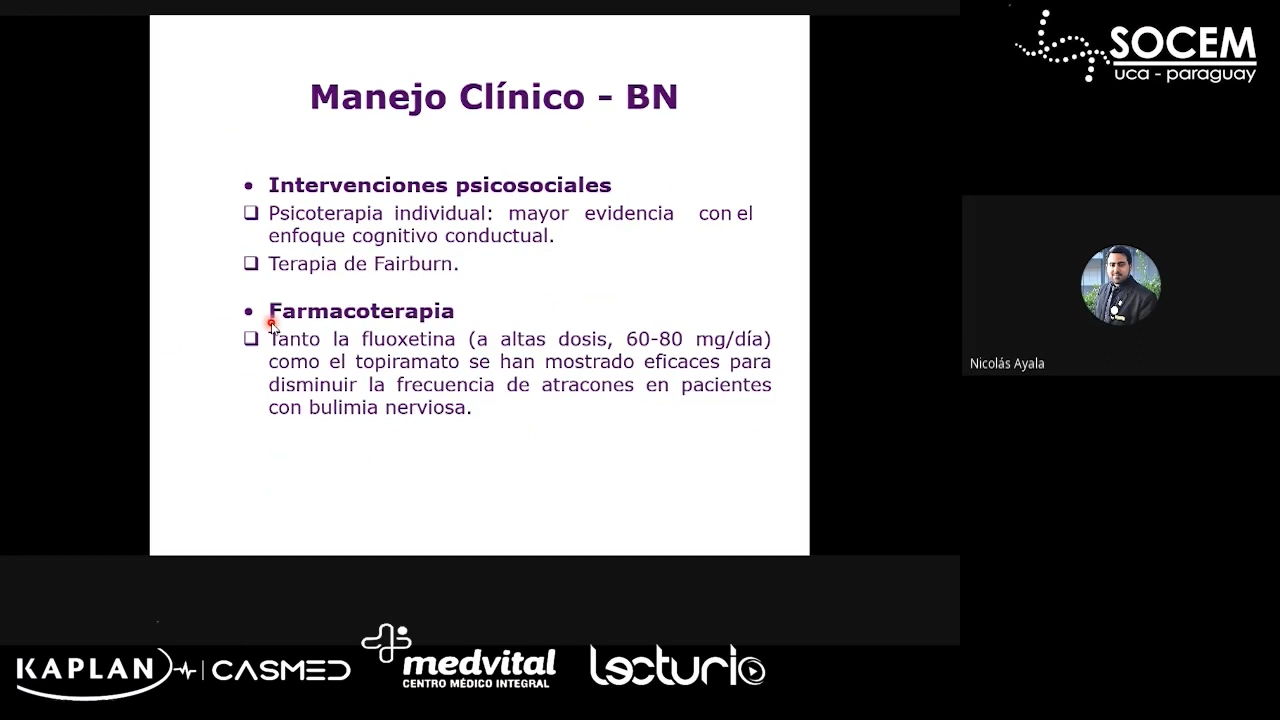 Manejo Clínico - BN
• Intervenciones psicosociales
❑ Psicoterapia individual: mayor evidencia con el
enfoque cognitivo conductual.
❑ Terapia de Fairburn.
• Farmacoterapia
❑ Tanto la fluoxetina (a altas dosis, 60-80 mg/día)
como el topiramato se han mostrado eficaces para
disminuir la frecuencia de atracones en pacientes
con bulimia nerviosa.
SOCEM
uca - paraguay
Nicolás Ayala
KAPLAN
CASMED
medvital
CENTRO MÉDICO INTEGRAL
Lecturio